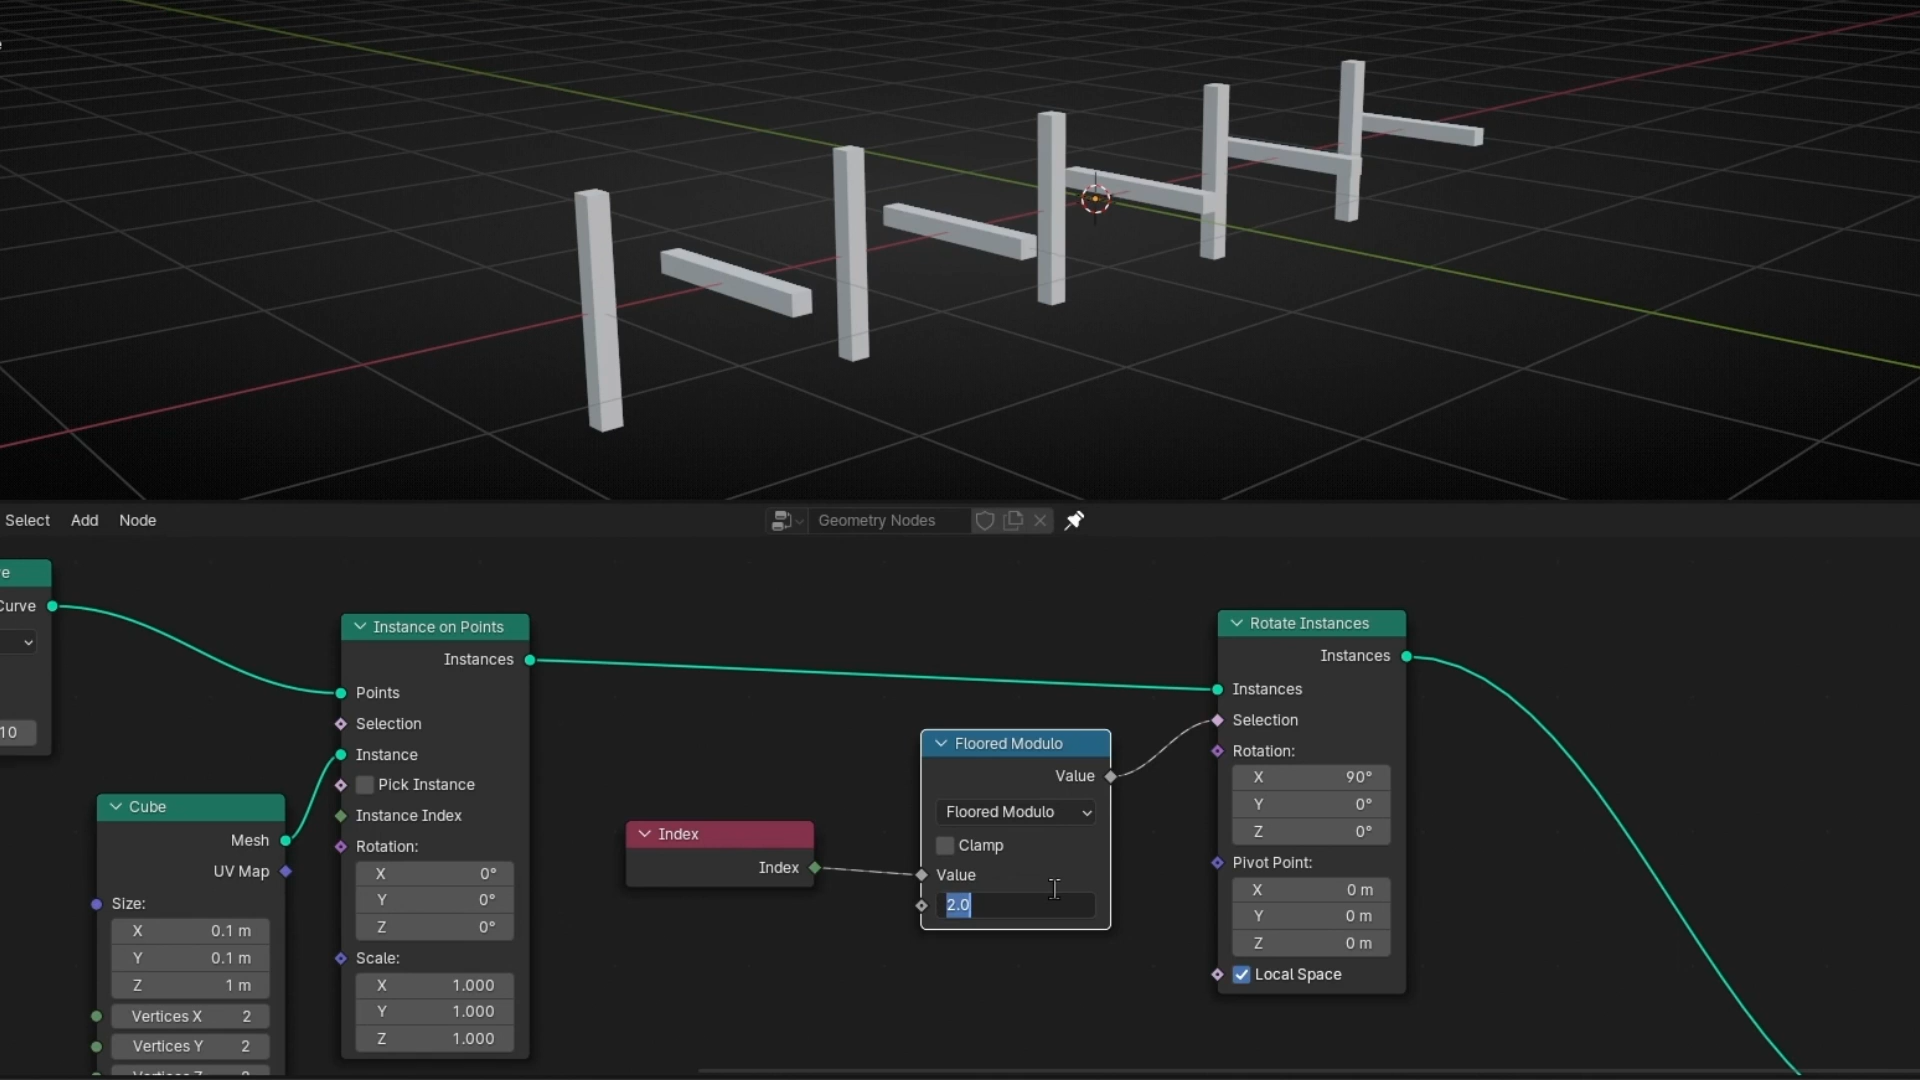 e
Select Add Node
Geometry Nodes
e
Curve
10
Cube
Mesh
UV Map
Size:
X 0.1 m
Y 0.1 m
Z 1 m
Vertices X 2
Vertices Y 2
Instance on Points
Instances
Points
Selection
Instance
Pick Instance
Instance Index
Rotation:
X 0°
Y 0°
Z 0°
Scale:
X 1.000
Y 1.000
Z 1.000
Index
Index
Floored Modulo
Value
Floored Modulo
Clamp
Value
2.0
Rotate Instances
Instances
Instances
Selection
Rotation:
X 90°
Y 0°
Z 0°
Pivot Point:
X 0 m
Y 0 m
Z 0 m
Local Space